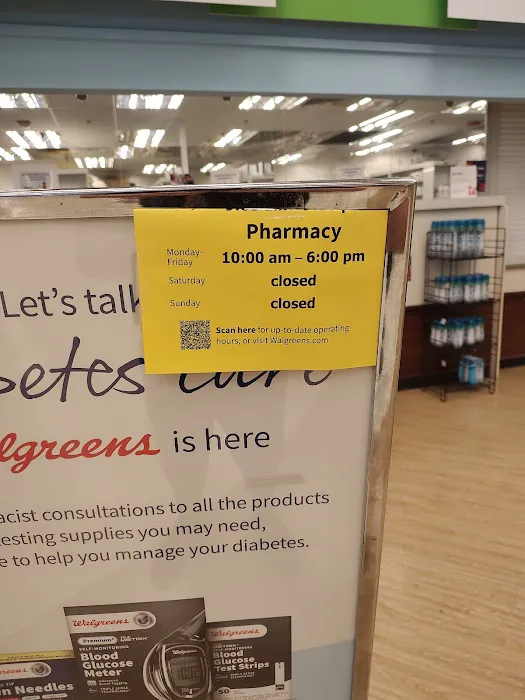 Pharmacy
Monday–
Friday
10:00 am – 6:00 pm
Saturday
closed
Sunday
closed
Scan here for up-to-date operating
hours, or visit Walgreens.com
Let's talk
is here
acist consultations to all the products
esting supplies you may need,
e to help you manage your diabetes.
Walgreens
Premium
SELF-MONITORING
Blood
Glucose
Meter
Walgreens
Blood
Glucose
Test Strips
50
n Needles